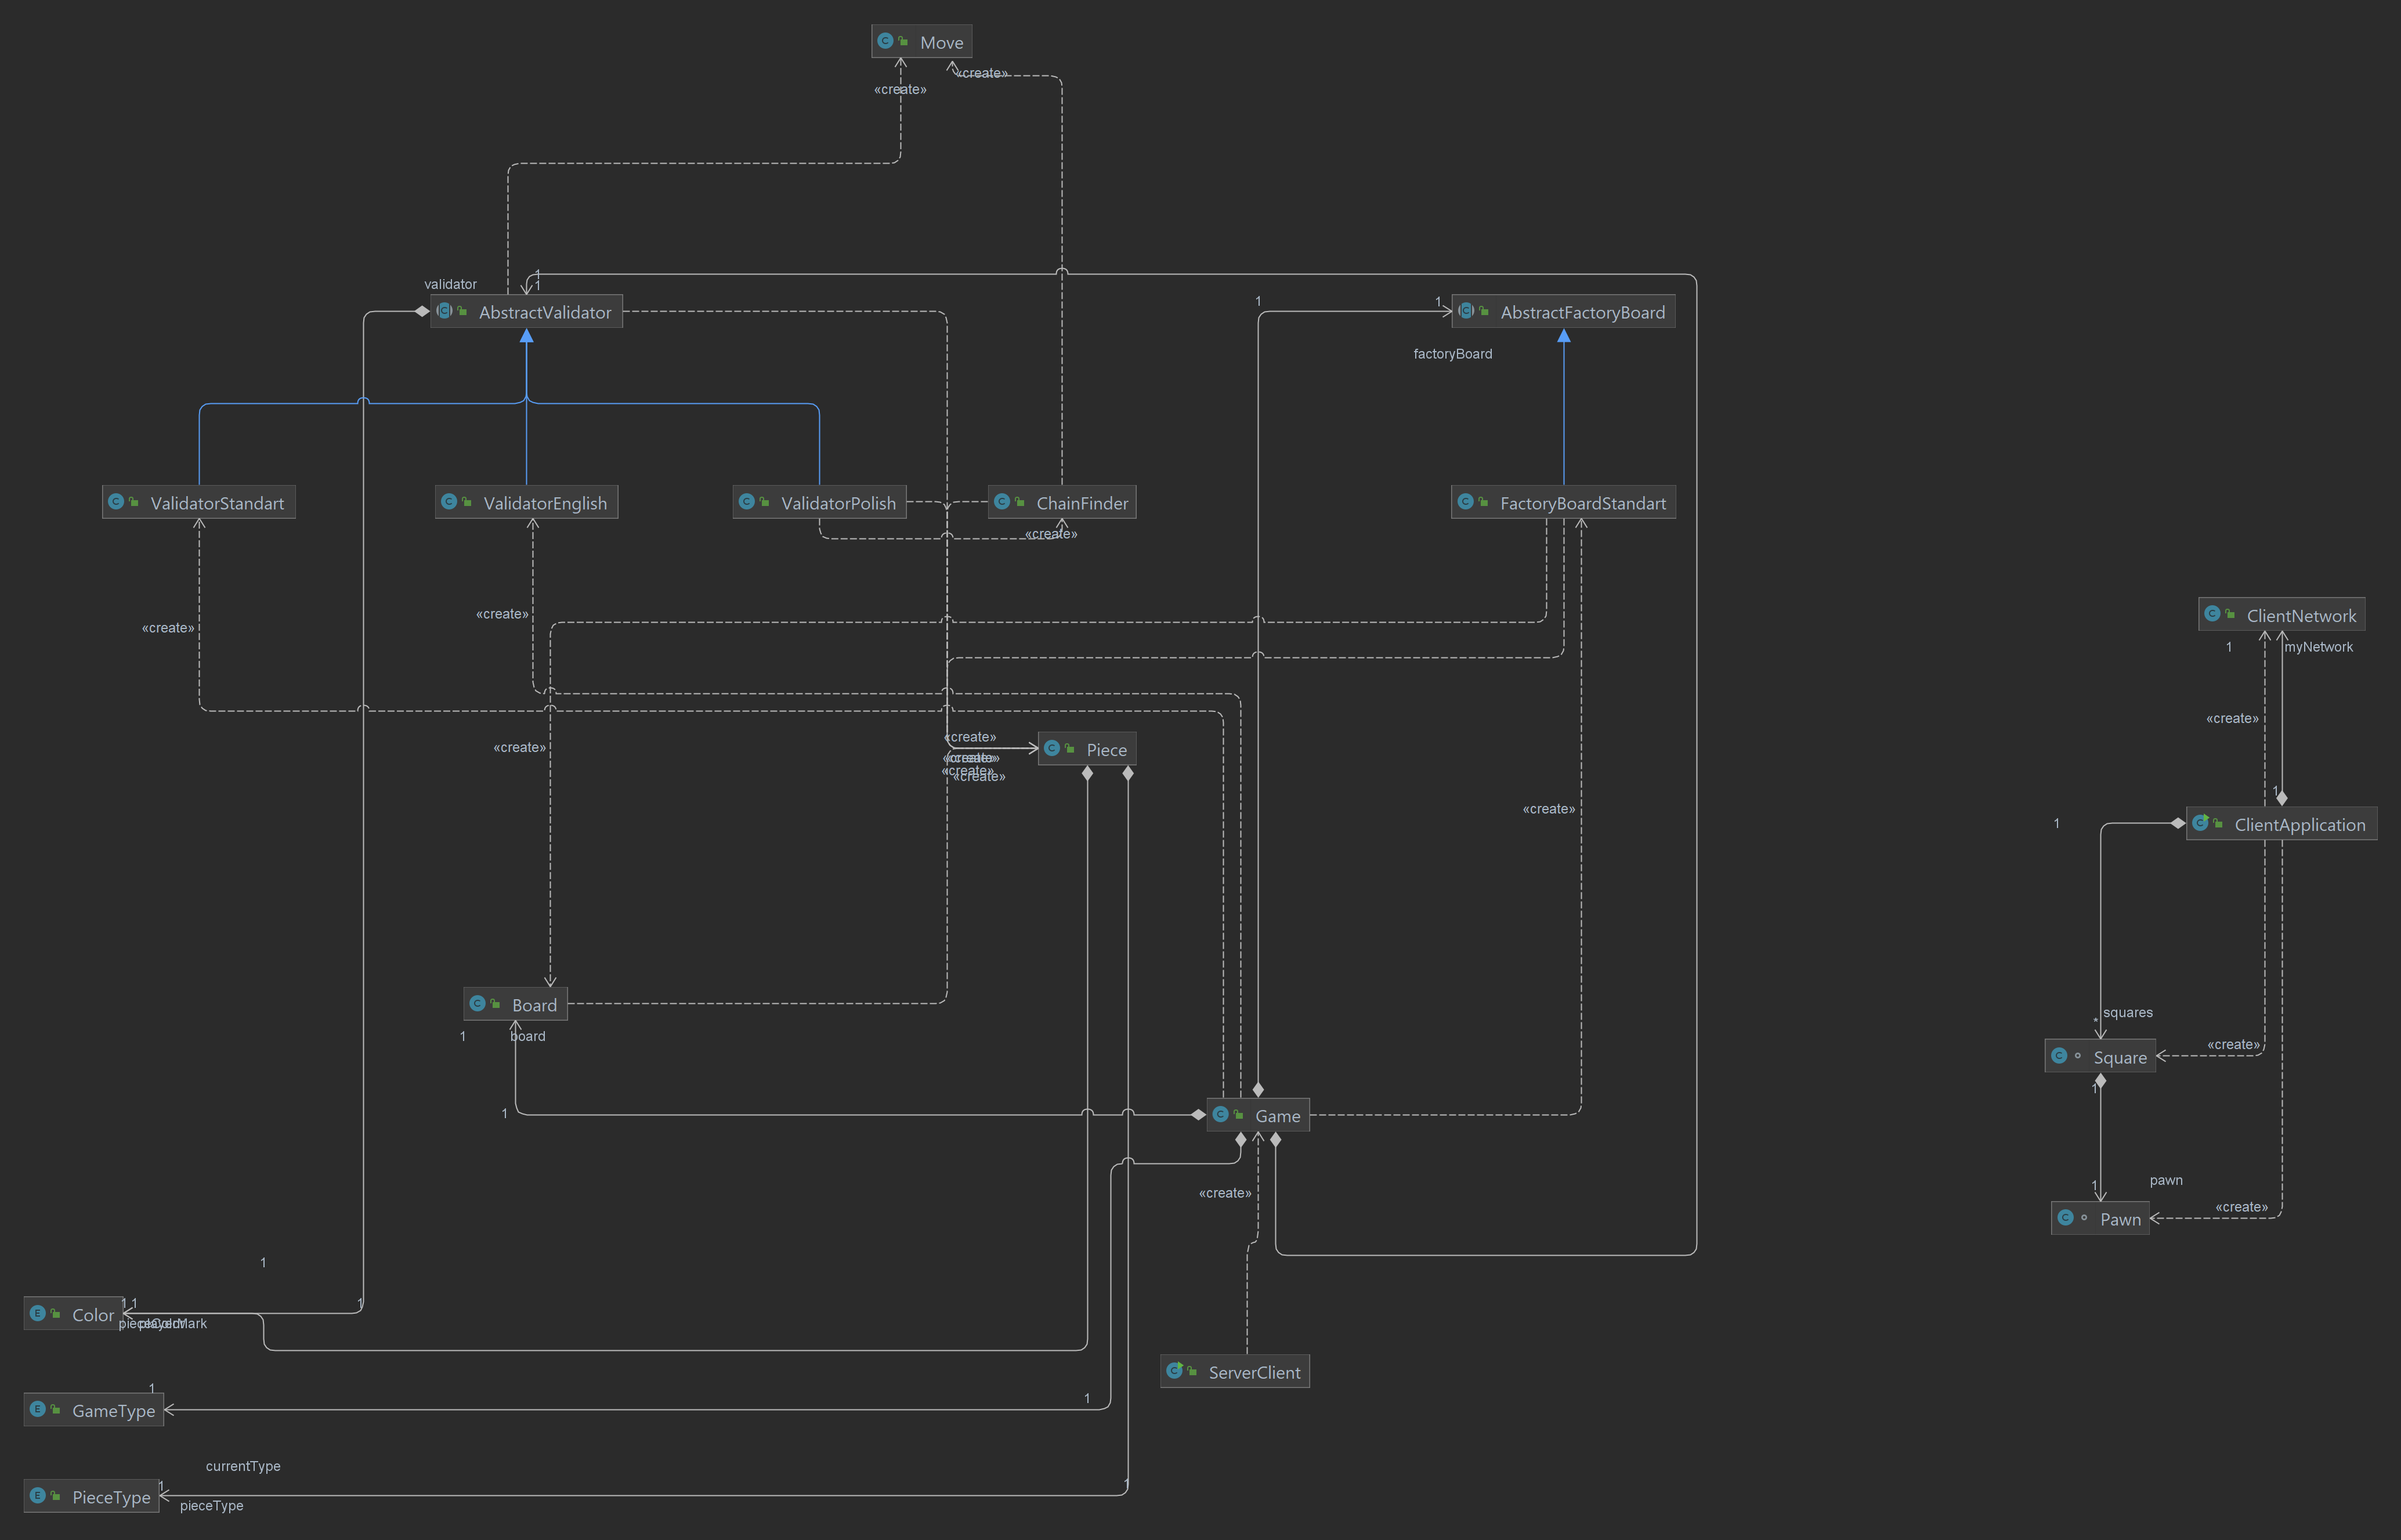 Move
«create»
«create»
1
validator
1
AbstractValidator
1
1
AbstractFactoryBoard
factoryBoard
ValidatorStandart
ValidatorEnglish
ValidatorPolish
ChainFinder
FactoryBoardStandart
«create»
«create»
«create»
ClientNetwork
1
myNetwork
«create»
«create»
«create»
Piece
«create»
«create»
«create»
«create»
1
«create»
1
1
ClientApplication
Board
1
board
squares
*
«create»
Square
1
1
Game
pawn
1
«create»
«create»
Pawn
1
1
1
1
Color
pieceColor
playerMark
ServerClient
1
1
GameType
currentType
1
1
PieceType
pieceType